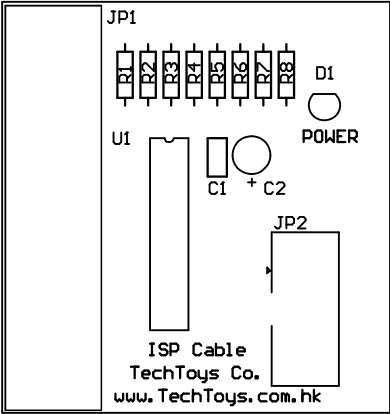 JP1
R1 R2 R3 R4 R5 R6 R7 R8
D1
POWER
U1
C1 + C2
JP2
ISP Cable
TechToys Co.
www.TechToys.com.hk